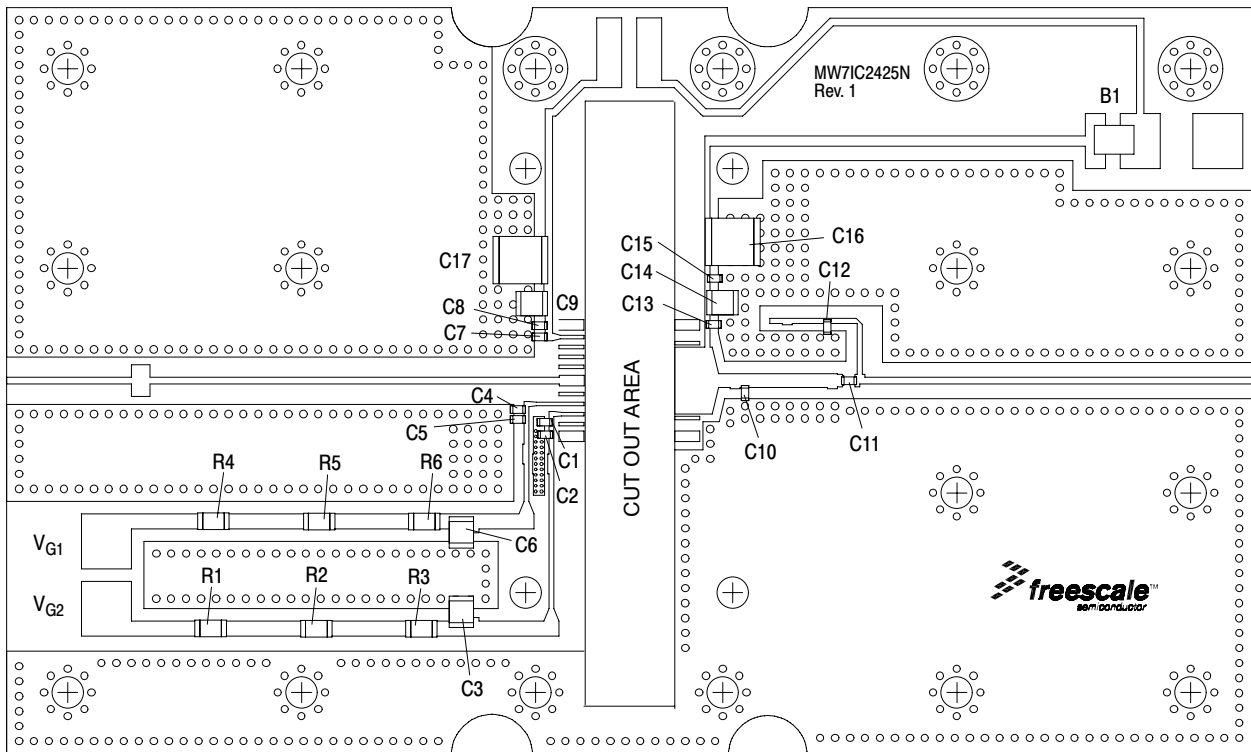 MW7IC2425N
Rev. 1
B1
C17
C8
C7
C9
C15
C14
C13
C16
C12
CUT OUT AREA
C4
C5
C1
C2
C10
C11
R4
R5
R6
VG1
C6
R1
R2
R3
VG2
C3
freescale™
semiconductor